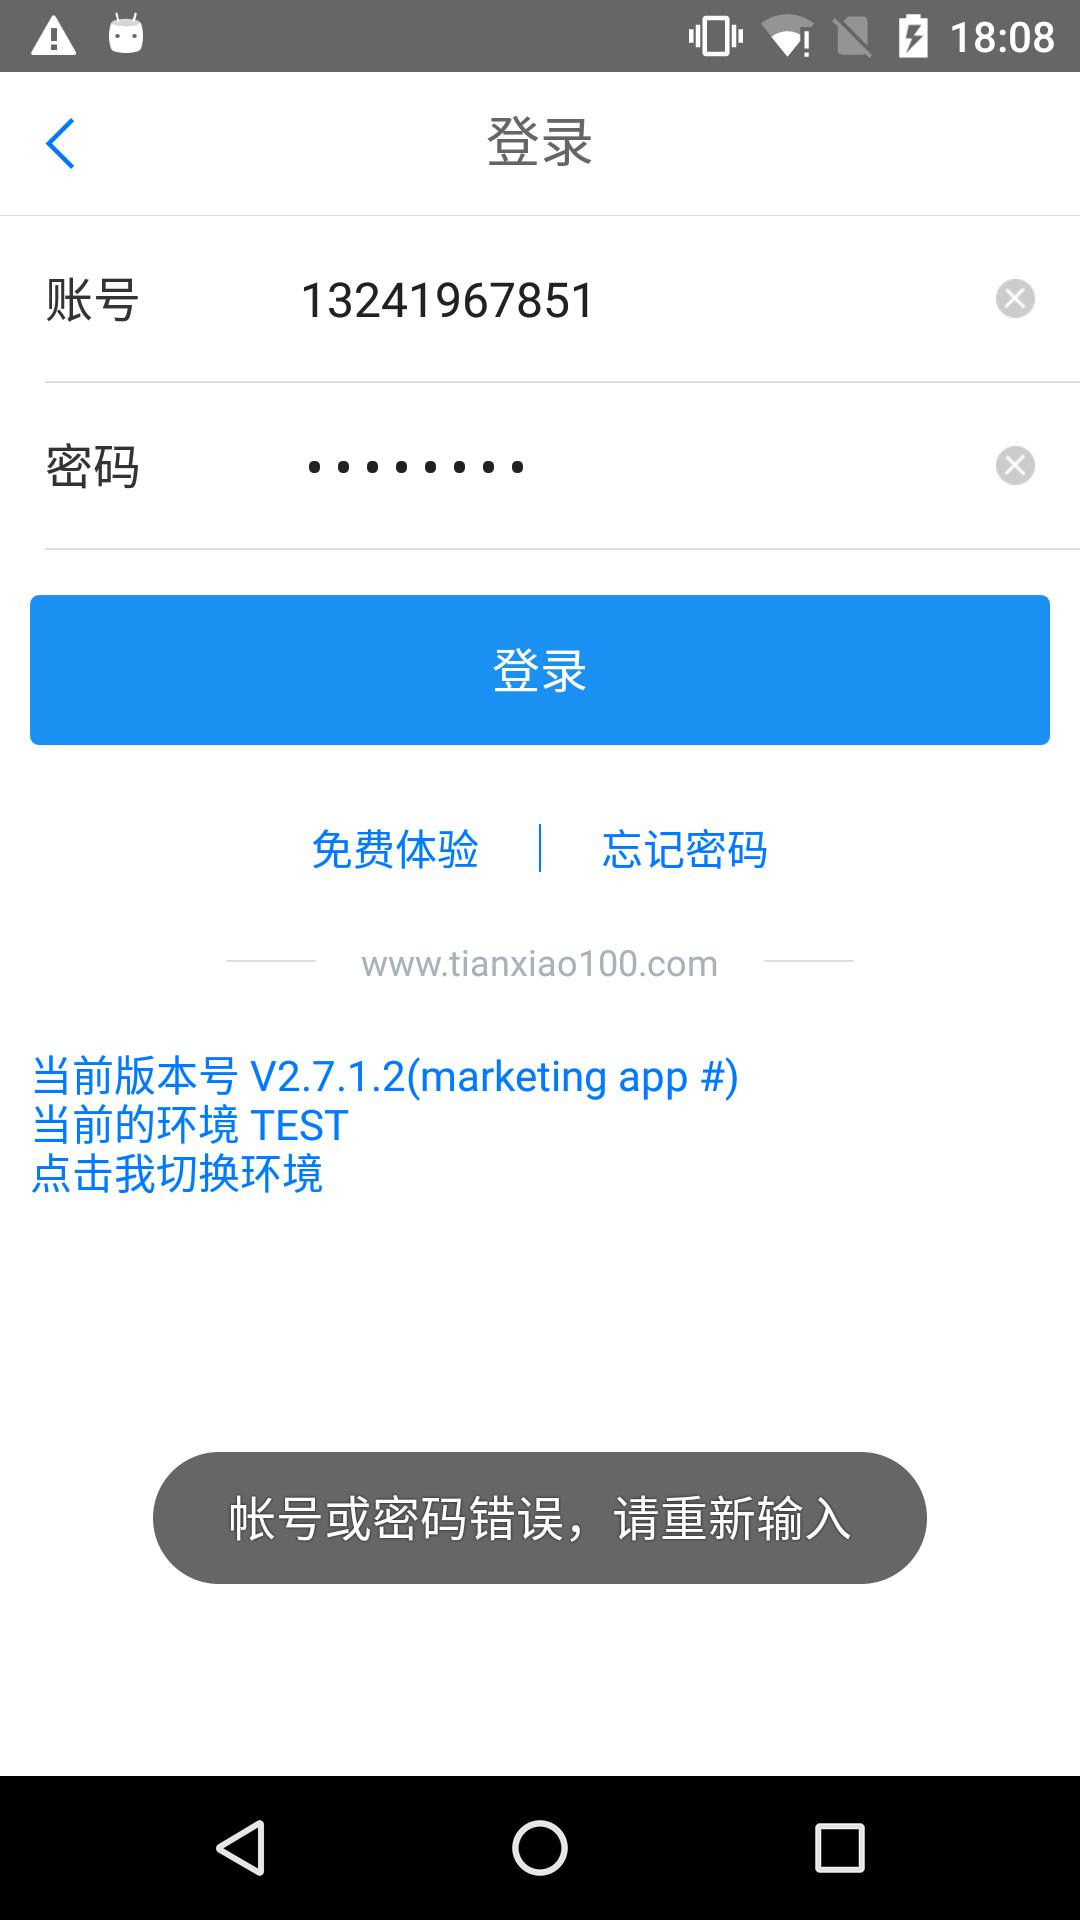 18:08
登录
账号 13241967851
密码 ••••••••
登录
免费体验 忘记密码
www.tianxiao100.com
当前版本号 V2.7.1.2(marketing app #)
当前的环境 TEST
点击我切换环境
帐号或密码错误，请重新输入